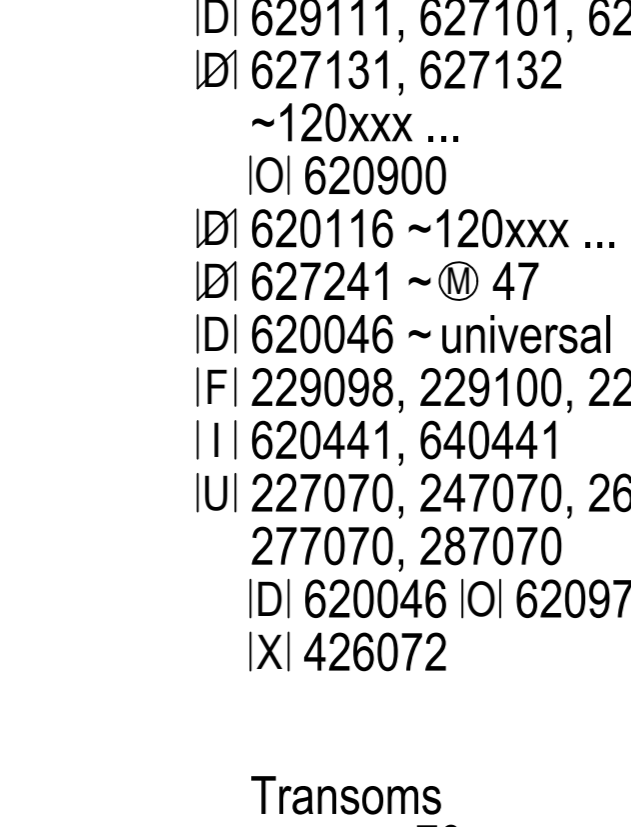 |D| 629111, 627101, 62
|D̸| 627131, 627132
~120xxx ...
|O| 620900
|D̸| 620116 ~120xxx ...
|D̸| 627241 ~Ⓜ 47
|D| 620046 ~ universal
|F| 229098, 229100, 22
|I| 620441, 640441
|U| 227070, 247070, 26
277070, 287070
|D| 620046 |O| 62097
|X| 426072
Transoms